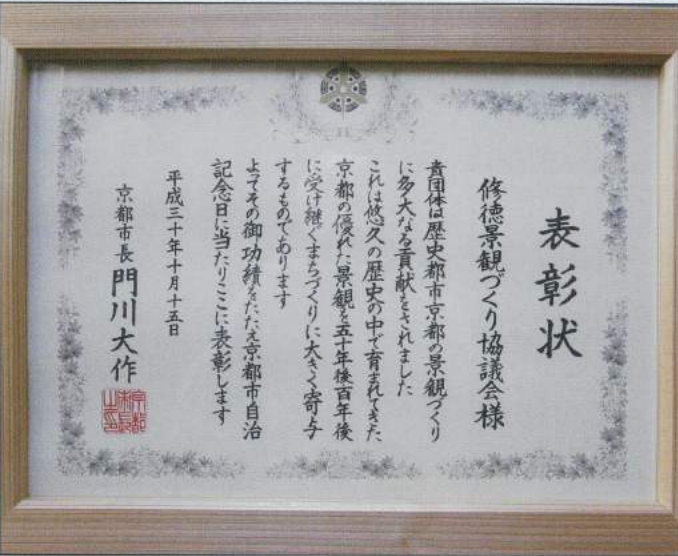 表彰状
修徳景観づくり協議会様
貴団体は歴史都市京都の景観づくり
に多大なる貢献をされました
これは悠久の歴史の中で育まれてきた
京都の優れた景観を五十年後百年後
に受け継ぐまちづくりに大きく寄与
するものであります
よってその御功績をたたえ京都市自治
記念日に当たりここに表彰します
平成三十年十月十五日
京都市長 門川大作
京都市長之印